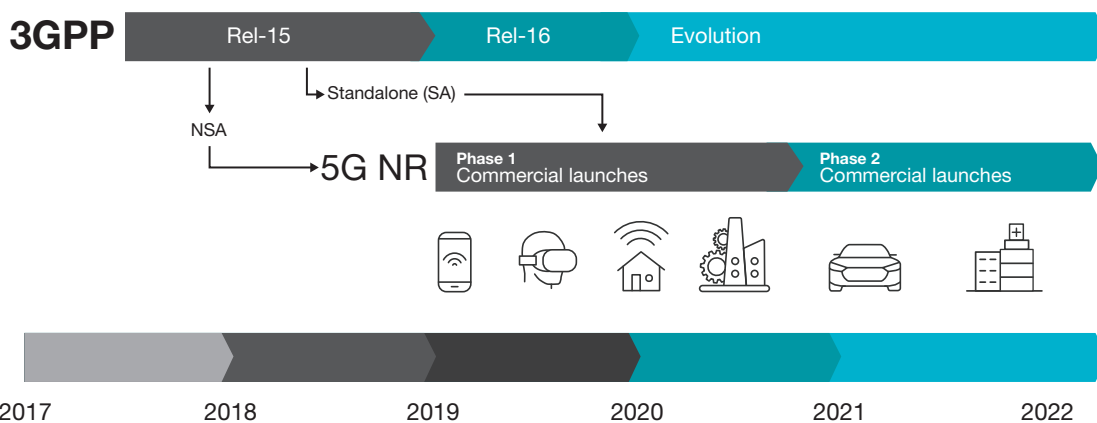 3GPP
Rel-15
Rel-16
Evolution
Standalone (SA)
NSA
5G NR
Phase 1
Commercial launches
Phase 2
Commercial launches
2017
2018
2019
2020
2021
2022